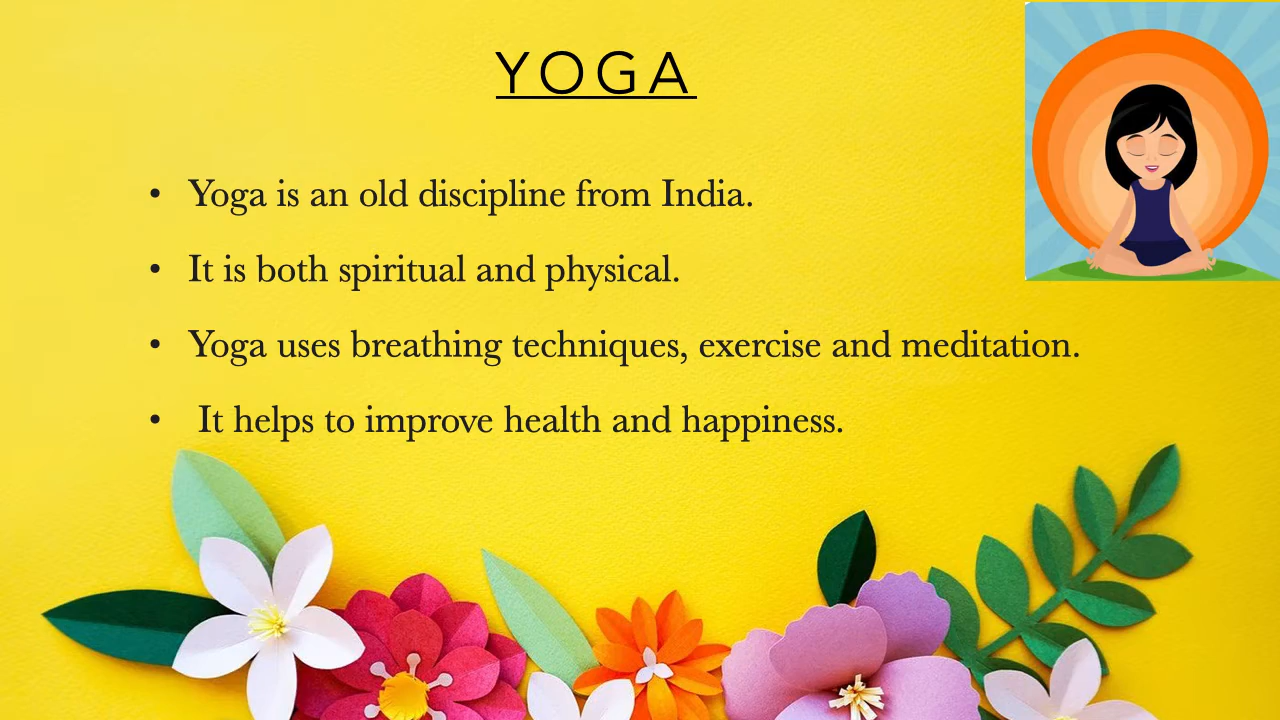 YOGA
• Yoga is an old discipline from India.
• It is both spiritual and physical.
• Yoga uses breathing techniques, exercise and meditation.
• It helps to improve health and happiness.